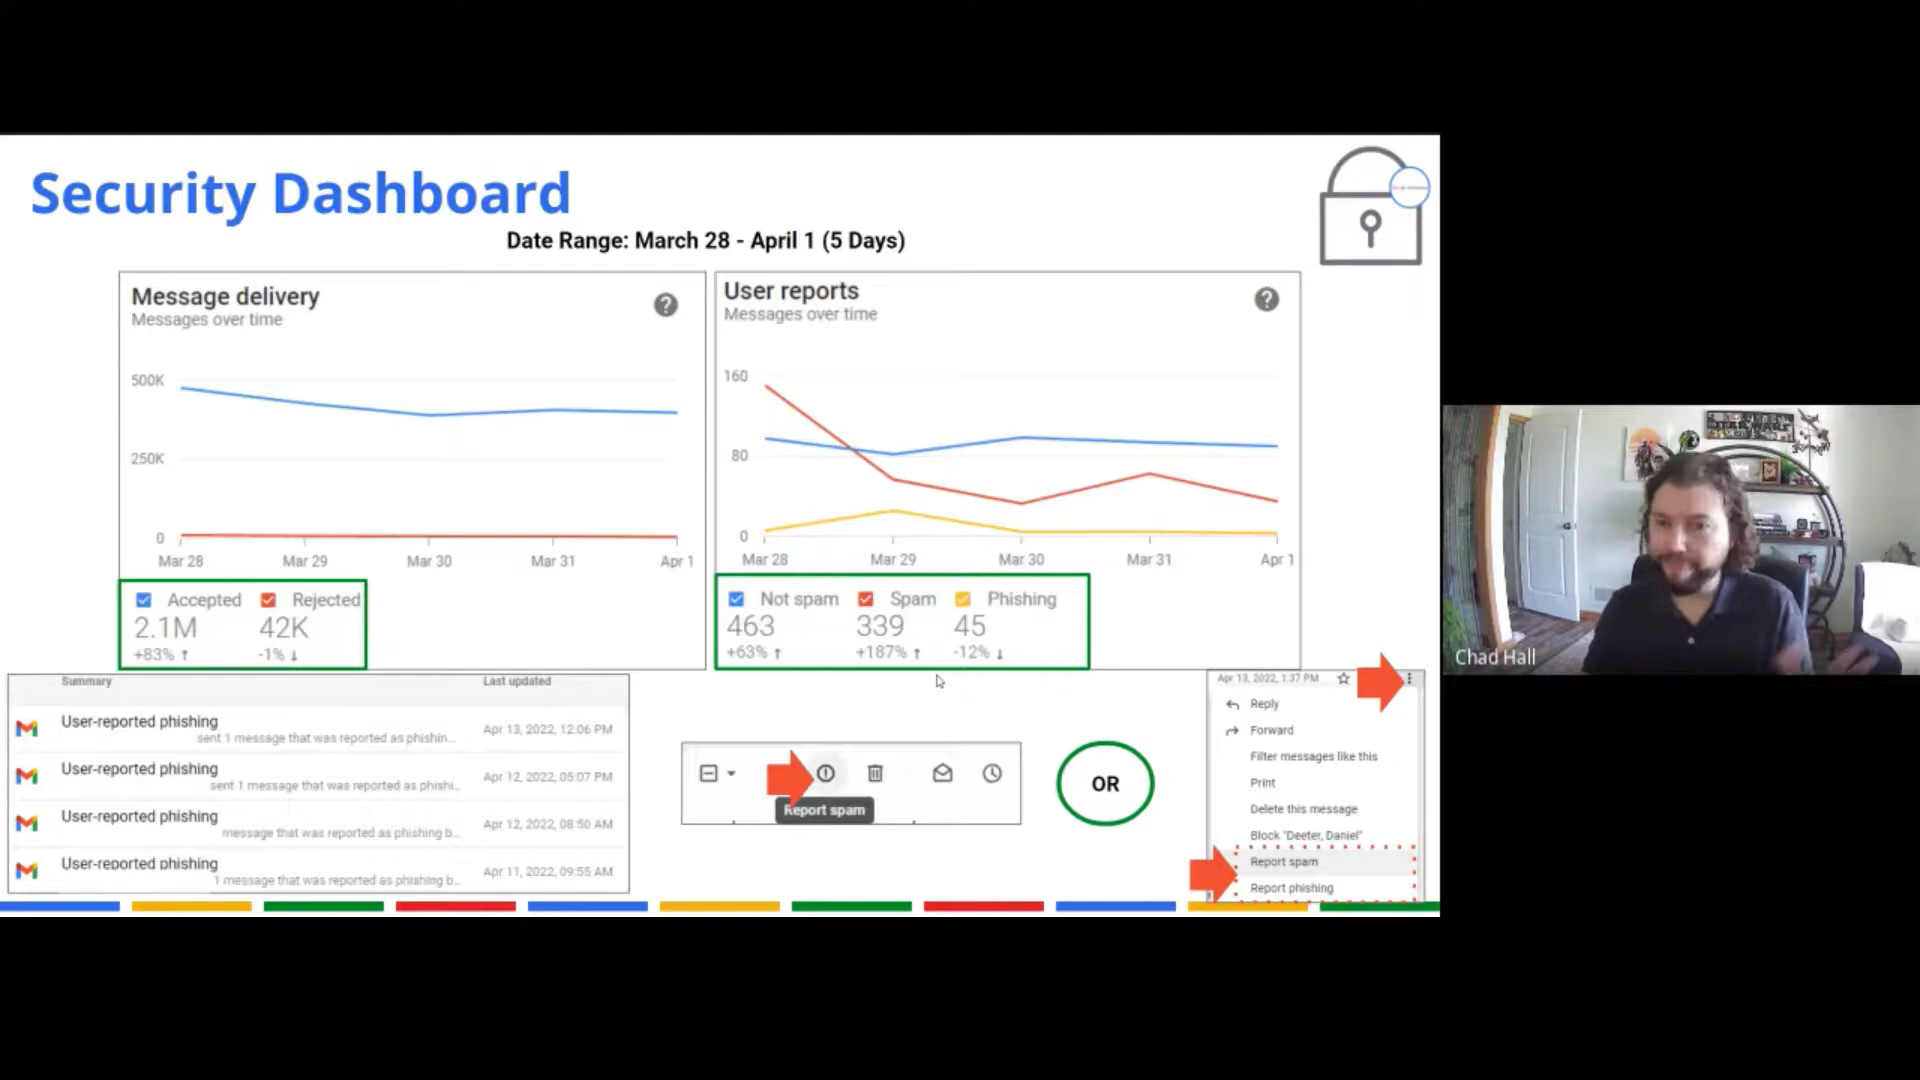 Security Dashboard
Date Range: March 28 - April 1 (5 Days)
Message delivery
Messages over time
500K
250K
0
Mar 28 Mar 29 Mar 30 Mar 31 Apr 1
Accepted Rejected
2.1M 42K
+83% ↑ -1% ↓
User reports
Messages over time
160
80
0
Mar 28 Mar 29 Mar 30 Mar 31 Apr 1
Not spam Spam Phishing
463 339 45
+63% ↑ +187% ↑ -12% ↓
Summary Last updated
User-reported phishing
sent 1 message that was reported as phishin... Apr 13, 2022, 12:06 PM
User-reported phishing
sent 1 message that was reported as phishi... Apr 12, 2022, 05:07 PM
User-reported phishing
message that was reported as phishing b... Apr 12, 2022, 08:50 AM
User-reported phishing
1 message that was reported as phishing b... Apr 11, 2022, 09:55 AM
Report spam
OR
Apr 13, 2022, 1:37 PM
Reply
Forward
Filter messages like this
Print
Delete this message
Block "Deeter, Daniel"
Report spam
Report phishing
Chad Hall